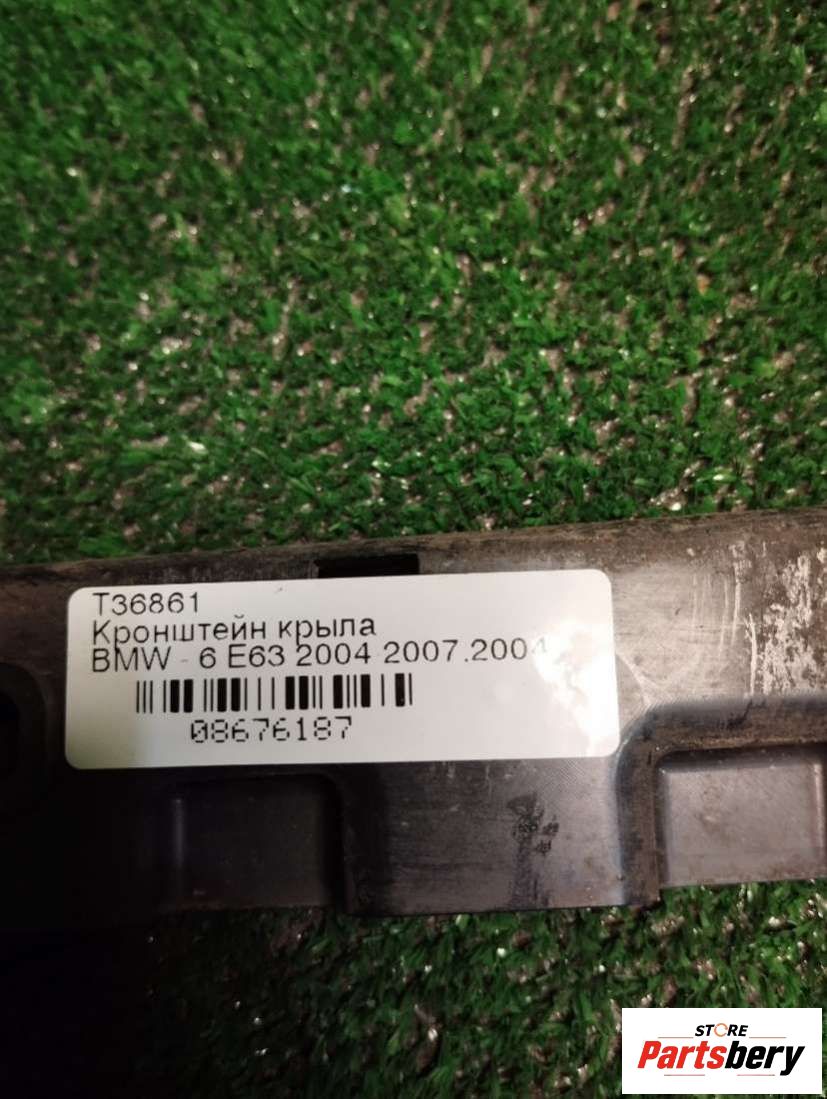 T36861
Кронштейн крыла
BMW - 6 E63 2004 2007.2004
08676187
STORE
Partsbery